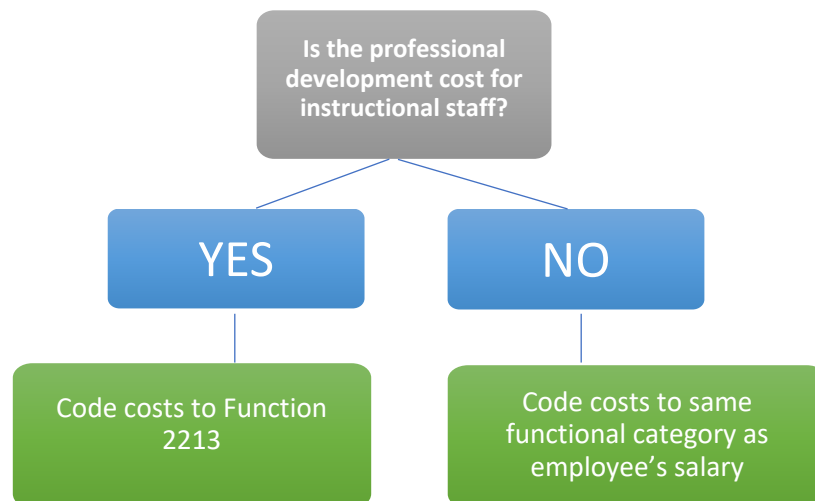 Is the professional
development cost for
instructional staff?
YES
NO
Code costs to Function
2213
Code costs to same
functional category as
employee’s salary